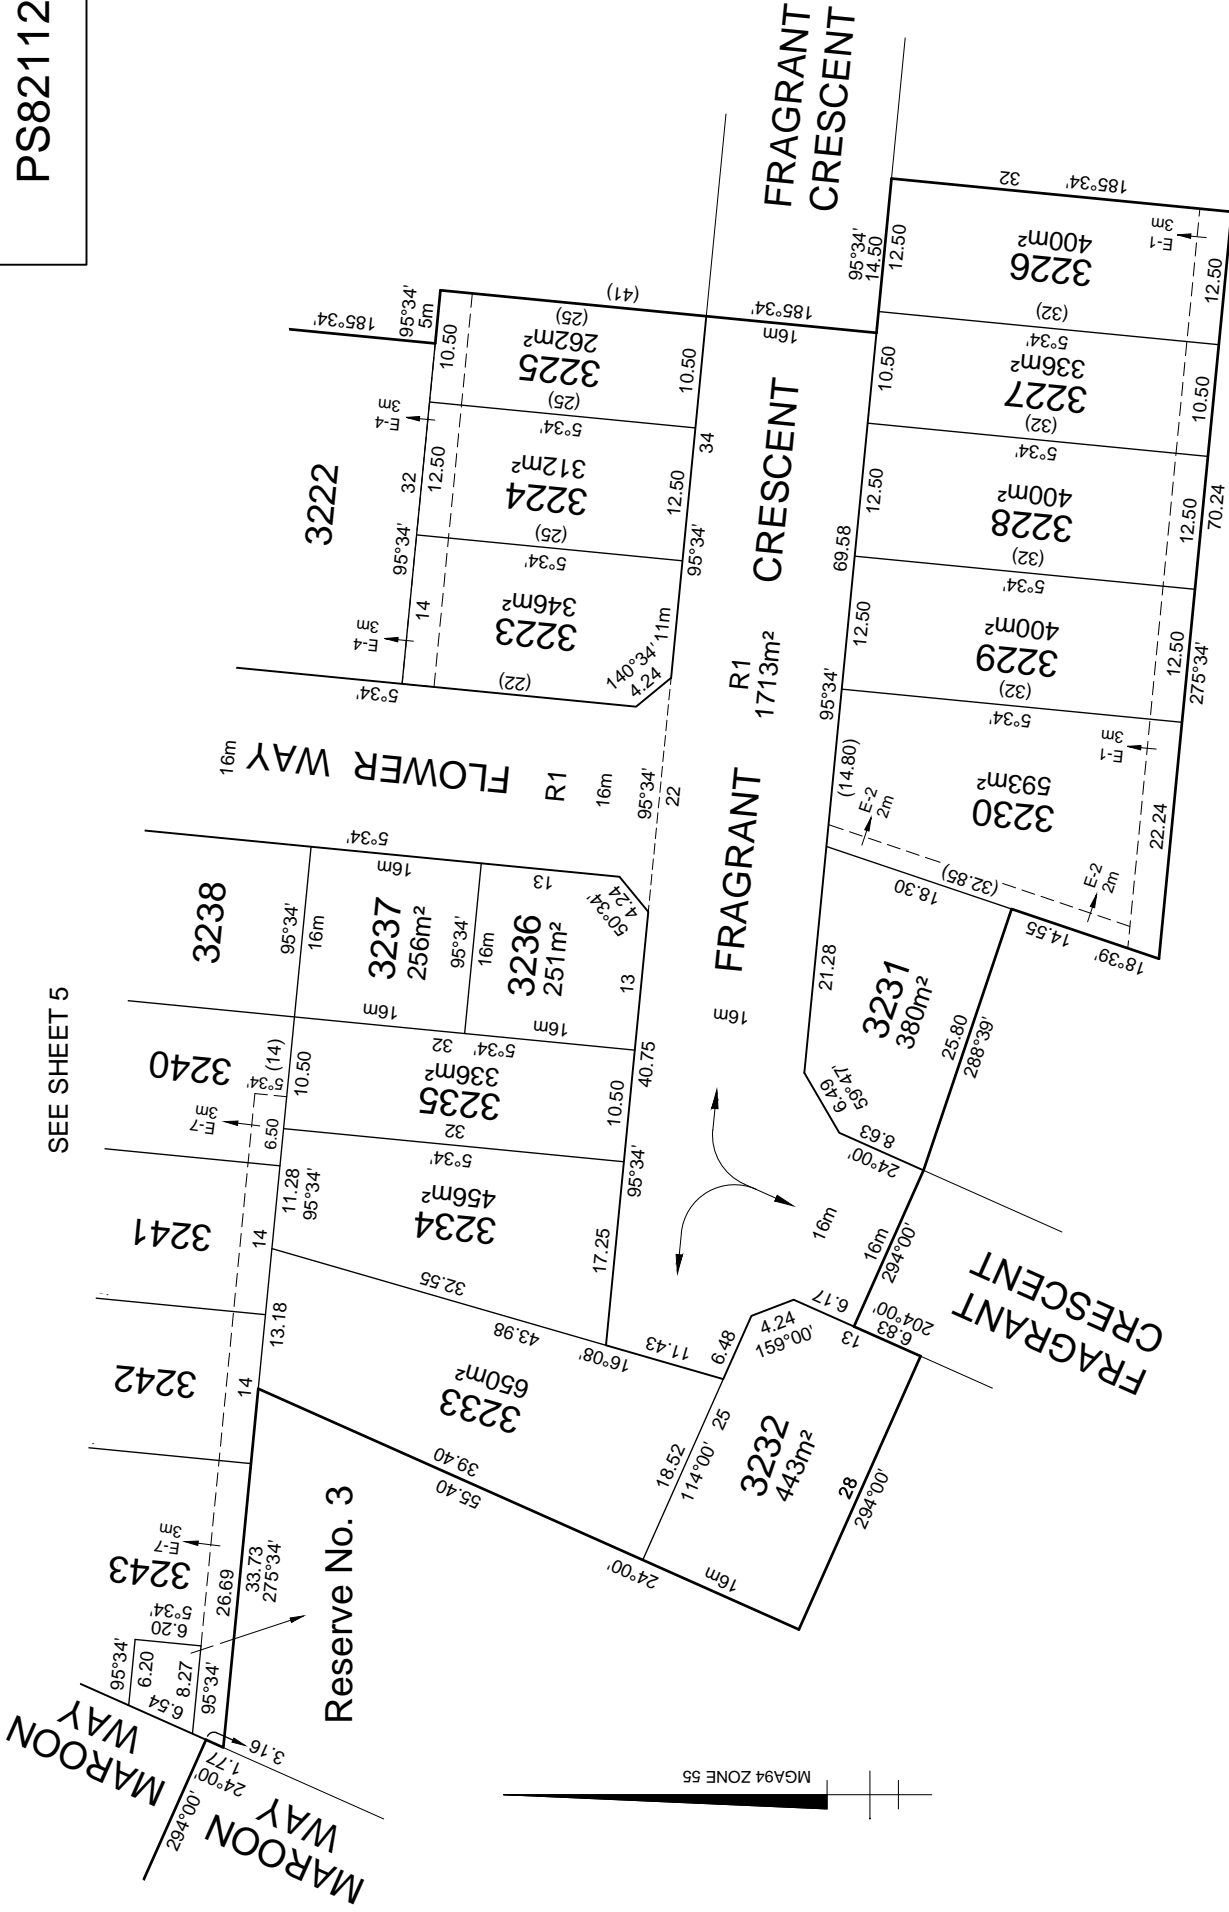 PS82112
SEE SHEET 5
FRAGRANT
CRESCENT
95°34'
14.50
12.50
32
185°34'
3226
400m²
E-1
3m
12.50
(32)
5°34'
185°34'
95°34'
5m
(41)
10.50
(25)
3225
262m²
(25)
5°34'
10.50
185°34'
16m
E-4
3m
3222
32
12.50
95°34'
3224
312m²
(25)
5°34'
12.50
34
95°34'
14
E-4
3m
3223
346m²
(22)
140°34'
4.24
11m
5°34'
10.50
3227
336m²
(32)
5°34'
10.50
12.50
3228
400m²
(32)
5°34'
12.50
70.24
69.58
12.50
3229
400m²
(32)
5°34'
12.50
275°34'
95°34'
(14.80)
E-2
2m
3230
593m²
E-1
3m
22.24
E-2
2m
(32.85)
18.30
14.55
18°39'
FRAGRANT CRESCENT
R1
1713m²
16m
FLOWER WAY
R1
16m
95°34'
22
16m
5°34'
3238
95°34'
16m
16m
3237
256m²
95°34'
16m
16m
13
3236
251m²
50°34'
4.24
13
16m
3240
5°34'
(14)
10.50
E-7
3m
6.50
32
5°34'
3235
336m²
32
5°34'
10.50
40.75
3241
14
11.28
95°34'
3234
456m²
95°34'
17.25
32.55
43.98
16°08'
11.43
3242
14
13.18
3233
650m²
39.40
55.40
24°00'
18.52
114°00'
25
6.48
4.24
159°00'
6.17
13
204°00'
6.83
3232
443m²
16m
28
294°00'
16m
16m
294°00'
FRAGRANT
CRESCENT
21.28
3231
380m²
6.49
59°47'
8.63
24°00'
25.80
288°39'
3243
E-7
3m
5°34'
6.20
95°34'
6.20
8.27
6.54
95°34'
26.69
33.73
275°34'
Reserve No. 3
MAROON
WAY
3.16
1.77
24°00'
294°00'
MAROON
WAY
MGA94 ZONE 55